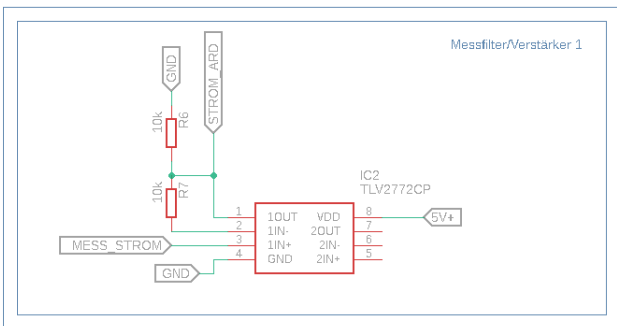 Messfilter/Verstärker 1
GND
STROM_ARD
10k
R6
10k
R7
IC2
TLV2772CP
1
1OUT
VDD
8
5V+
2
1IN-
2OUT
7
MESS_STROM
3
1IN+
2IN-
6
GND
4
GND
2IN+
5